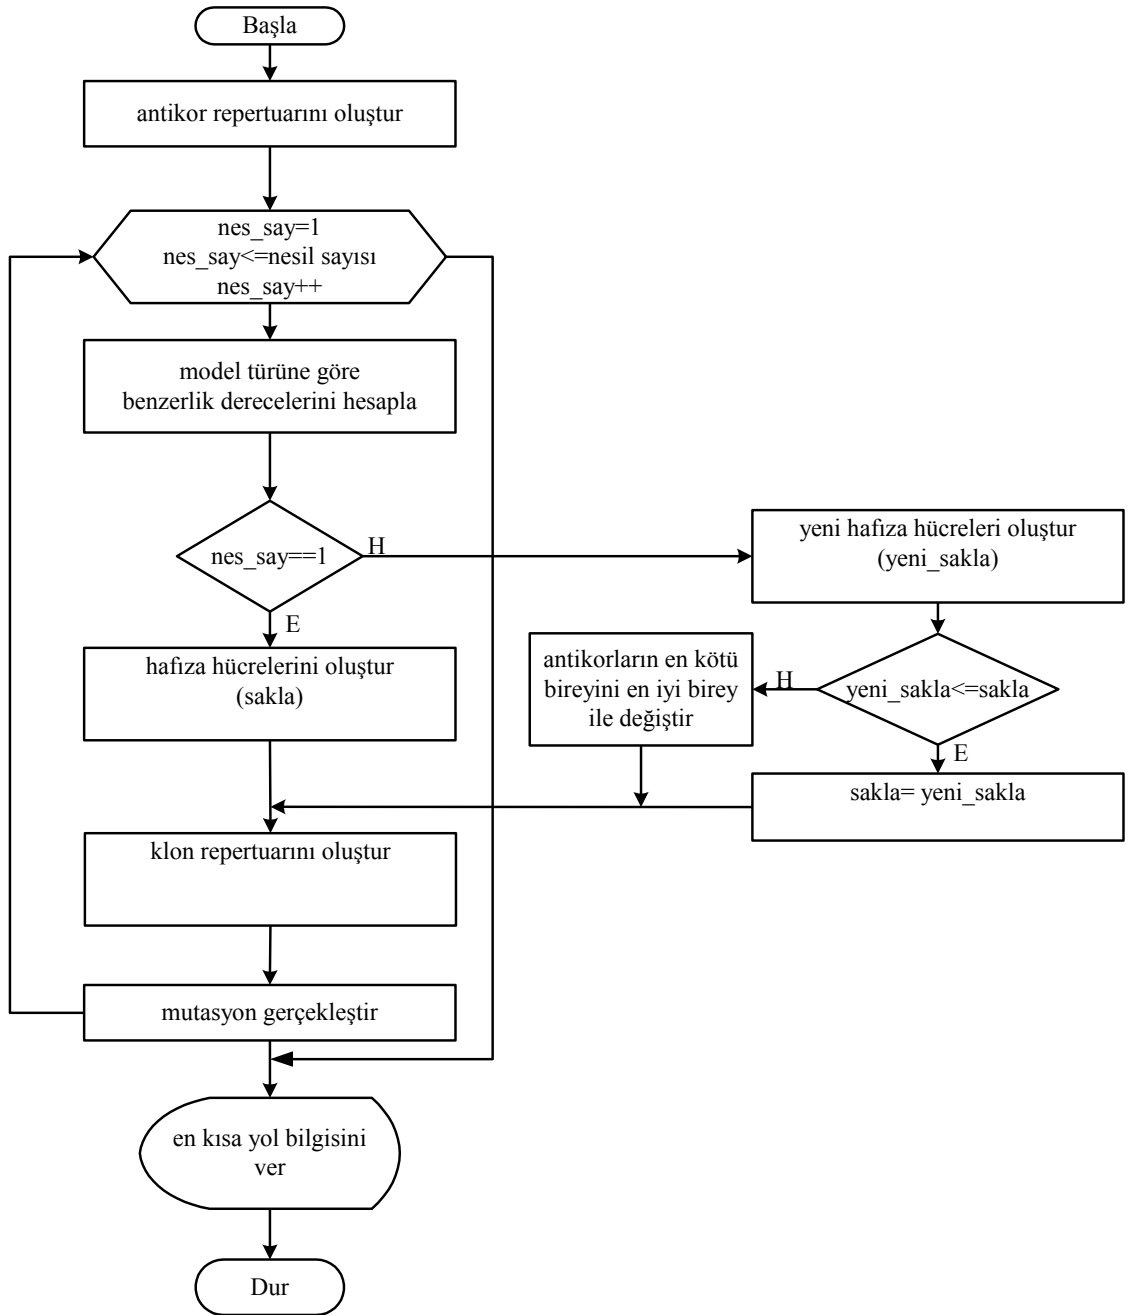 Başla
antikor repertuarını oluştur
nes_say=1
nes_say<=nesil sayısı
nes_say++
model türüne göre
benzerlik derecelerini hesapla
nes_say==1
H
E
yeni hafıza hücreleri oluştur
(yeni_sakla)
hafıza hücrelerini oluştur
(sakla)
antikorların en kötü
bireyini en iyi birey
ile değiştir
H
yeni_sakla<=sakla
E
sakla= yeni_sakla
klon repertuarını oluştur
mutasyon gerçekleştir
en kısa yol bilgisini
ver
Dur